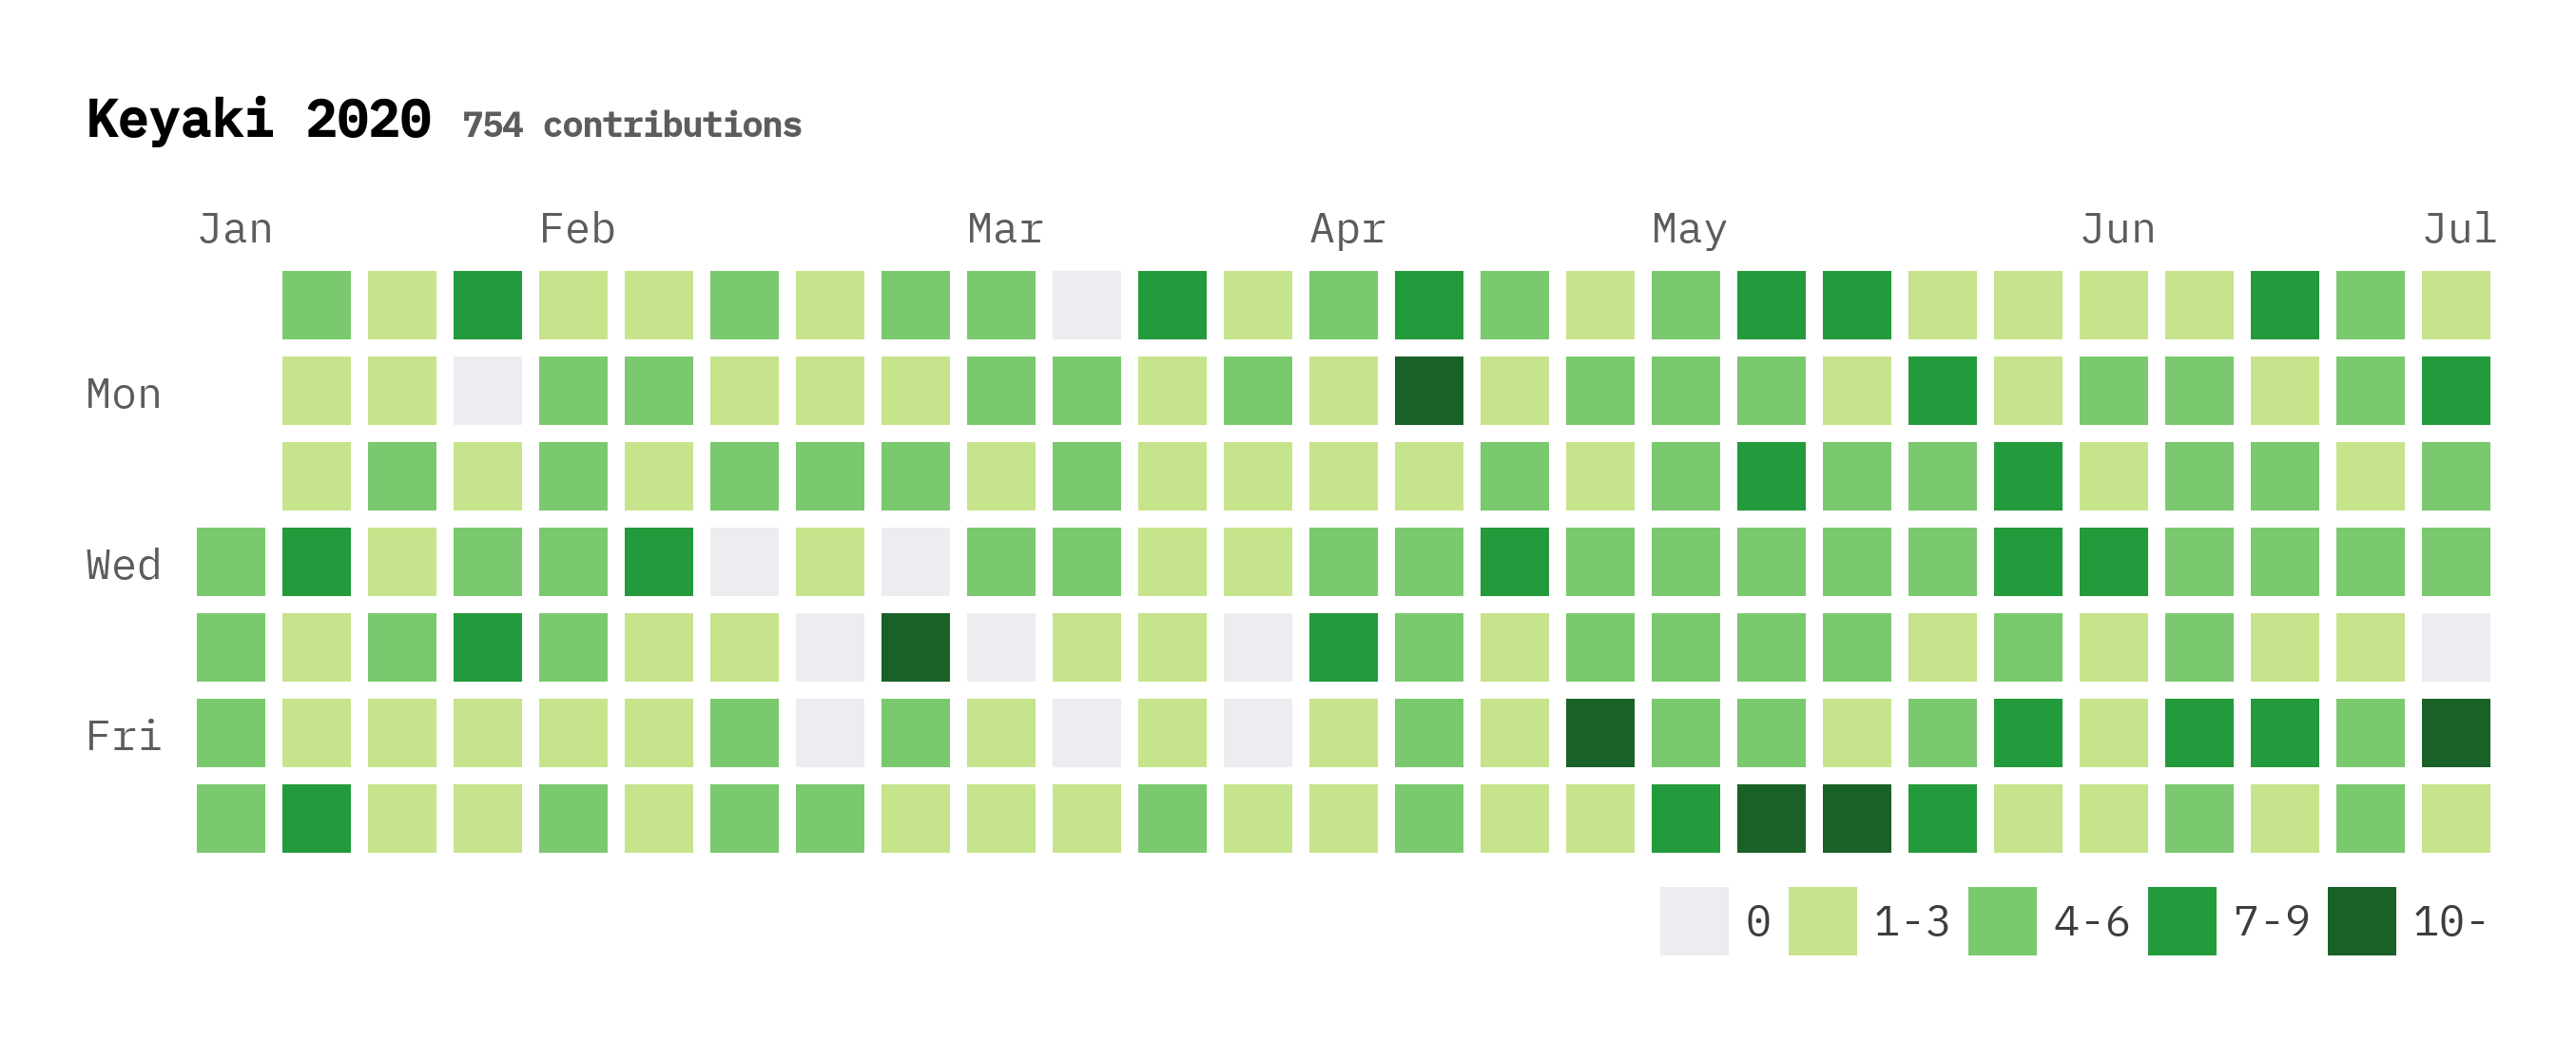 Keyaki 2020 754 contributions
Jan Feb Mar Apr May Jun Jul
Mon
Wed
Fri
0 1-3 4-6 7-9 10-